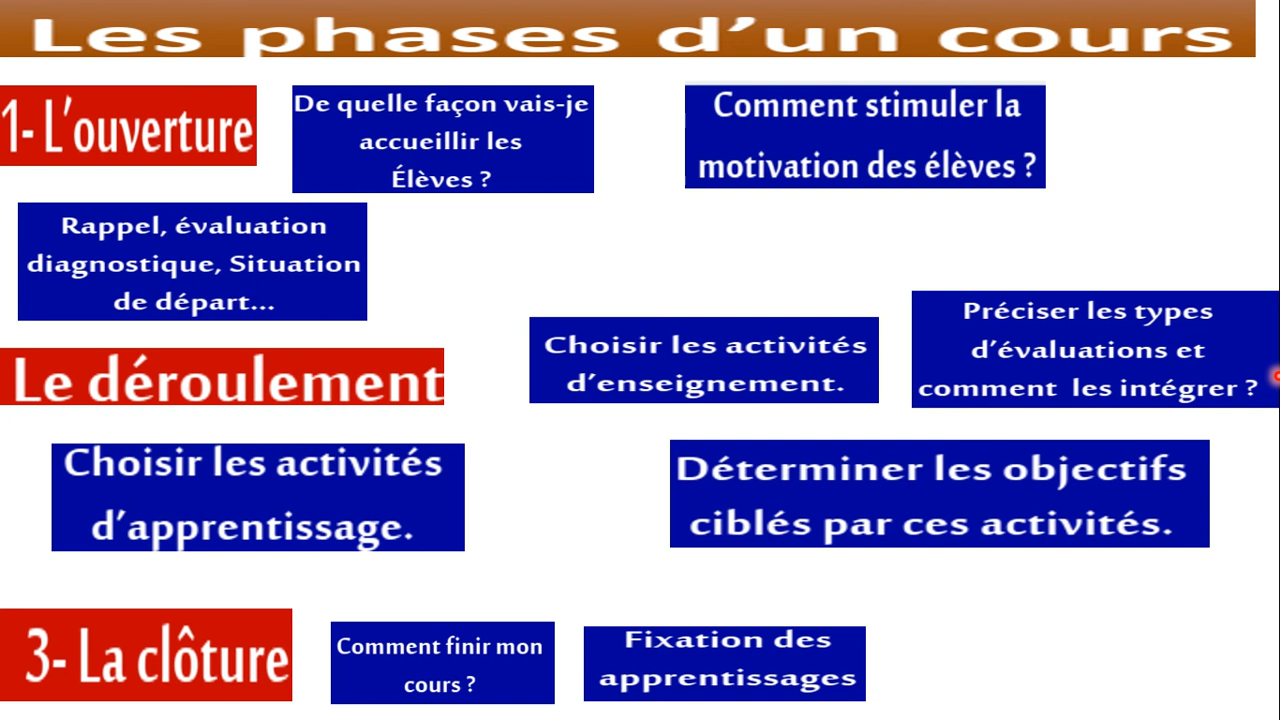 Les phases d’un cours
1- L’ouverture
De quelle façon vais-je
accueillir les
Élèves ?
Comment stimuler la
motivation des élèves ?
Rappel, évaluation
diagnostique, Situation
de départ...
Le déroulement
Choisir les activités
d’enseignement.
Préciser les types
d’évaluations et
comment les intégrer ?
Choisir les activités
d’apprentissage.
Déterminer les objectifs
ciblés par ces activités.
3- La clôture
Comment finir mon
cours ?
Fixation des
apprentissages